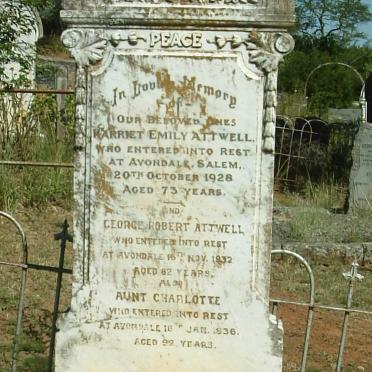 PEACE
In Loving Memory
of
OUR BELOVED ONES
HARRIET EMILY ATTWELL,
WHO ENTERED INTO REST
AT AVONDALE, SALEM,
20TH OCTOBER 1928
AGED 73 YEARS.
AND
GEORGE ROBERT ATTWELL
WHO ENTERED INTO REST
AT AVONDALE 16TH NOV. 1932
AGED 82 YEARS.
ALSO
AUNT CHARLOTTE
WHO ENTERED INTO REST
AT AVONDALE 18TH JAN. 1936.
AGED 92 YEARS.